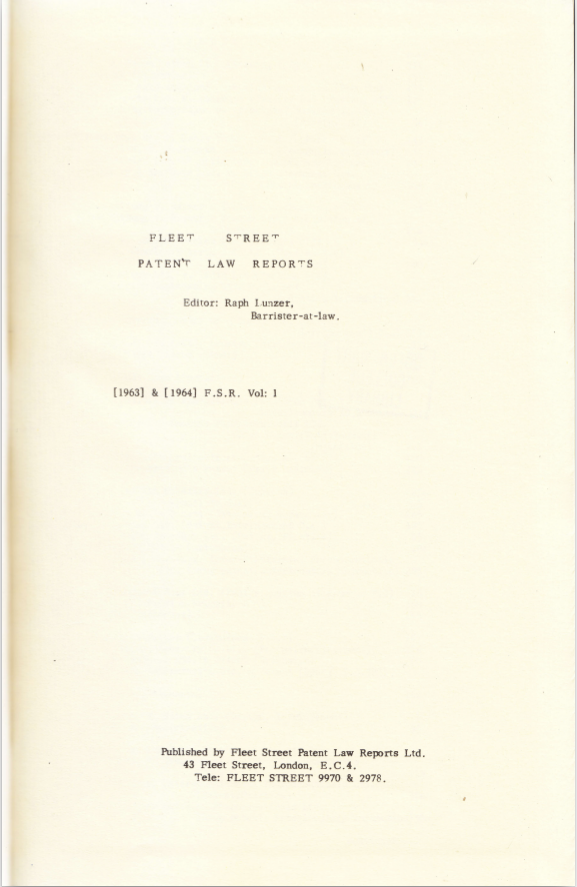 FLEET STREET
PATENT LAW REPORTS
Editor: Raph Lunzer,
Barrister-at-law.
[1963] & [1964] F.S.R. Vol: 1
Published by Fleet Street Patent Law Reports Ltd.
43 Fleet Street, London, E.C.4.
Tele: FLEET STREET 9970 & 2978.